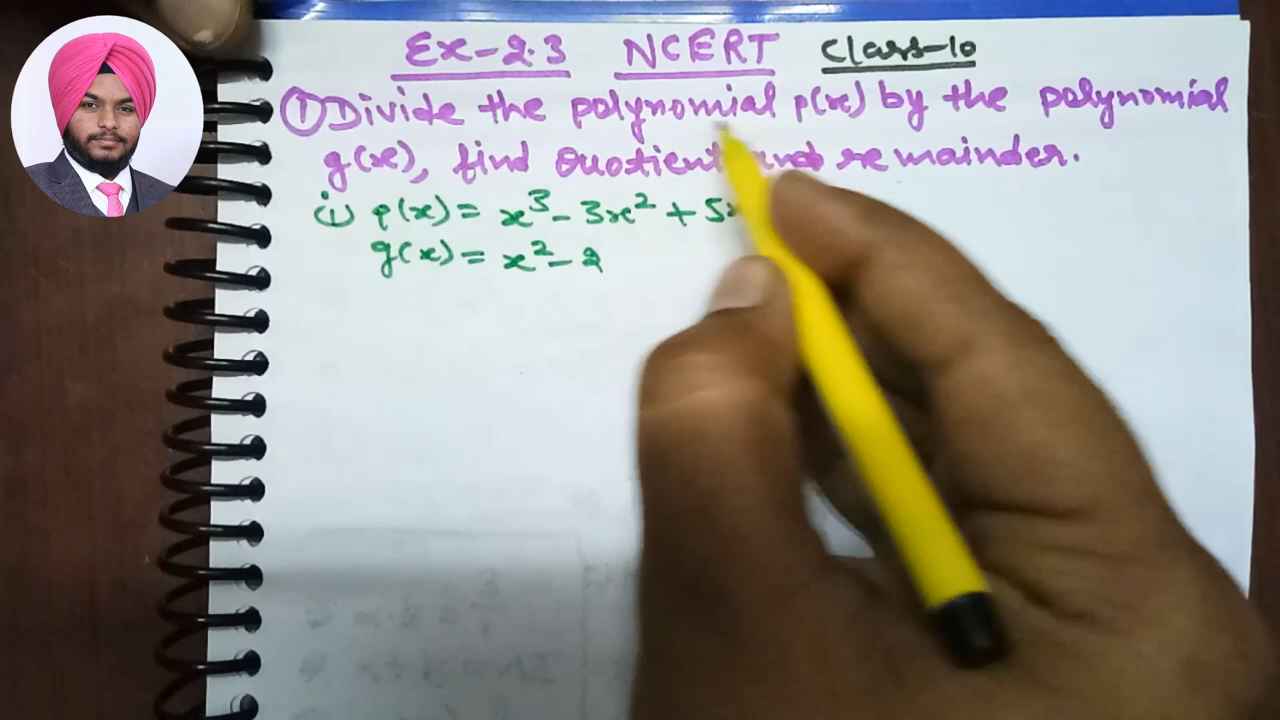 Ex-2.3 NCERT Class-10
① Divide the polynomial p(x) by the polynomial
g(x), find Quotient and remainder.
(i) p(x) = x³ - 3x² + 5x
g(x) = x² - 2